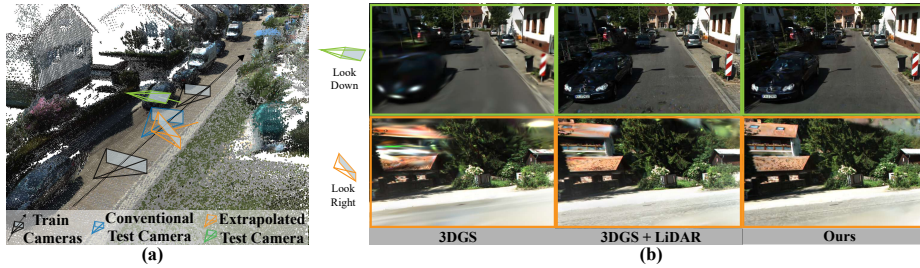 Train
Cameras
Conventional
Test Camera
Extrapolated
Test Camera
(a)
Look
Down
Look
Right
3DGS
3DGS + LiDAR
Ours
(b)